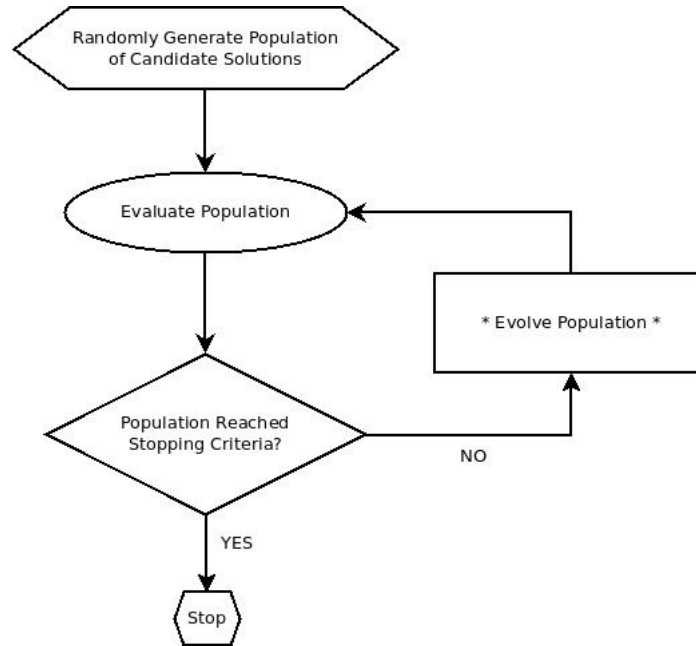 Randomly Generate Population
of Candidate Solutions
Evaluate Population
* Evolve Population *
Population Reached
Stopping Criteria?
NO
YES
Stop